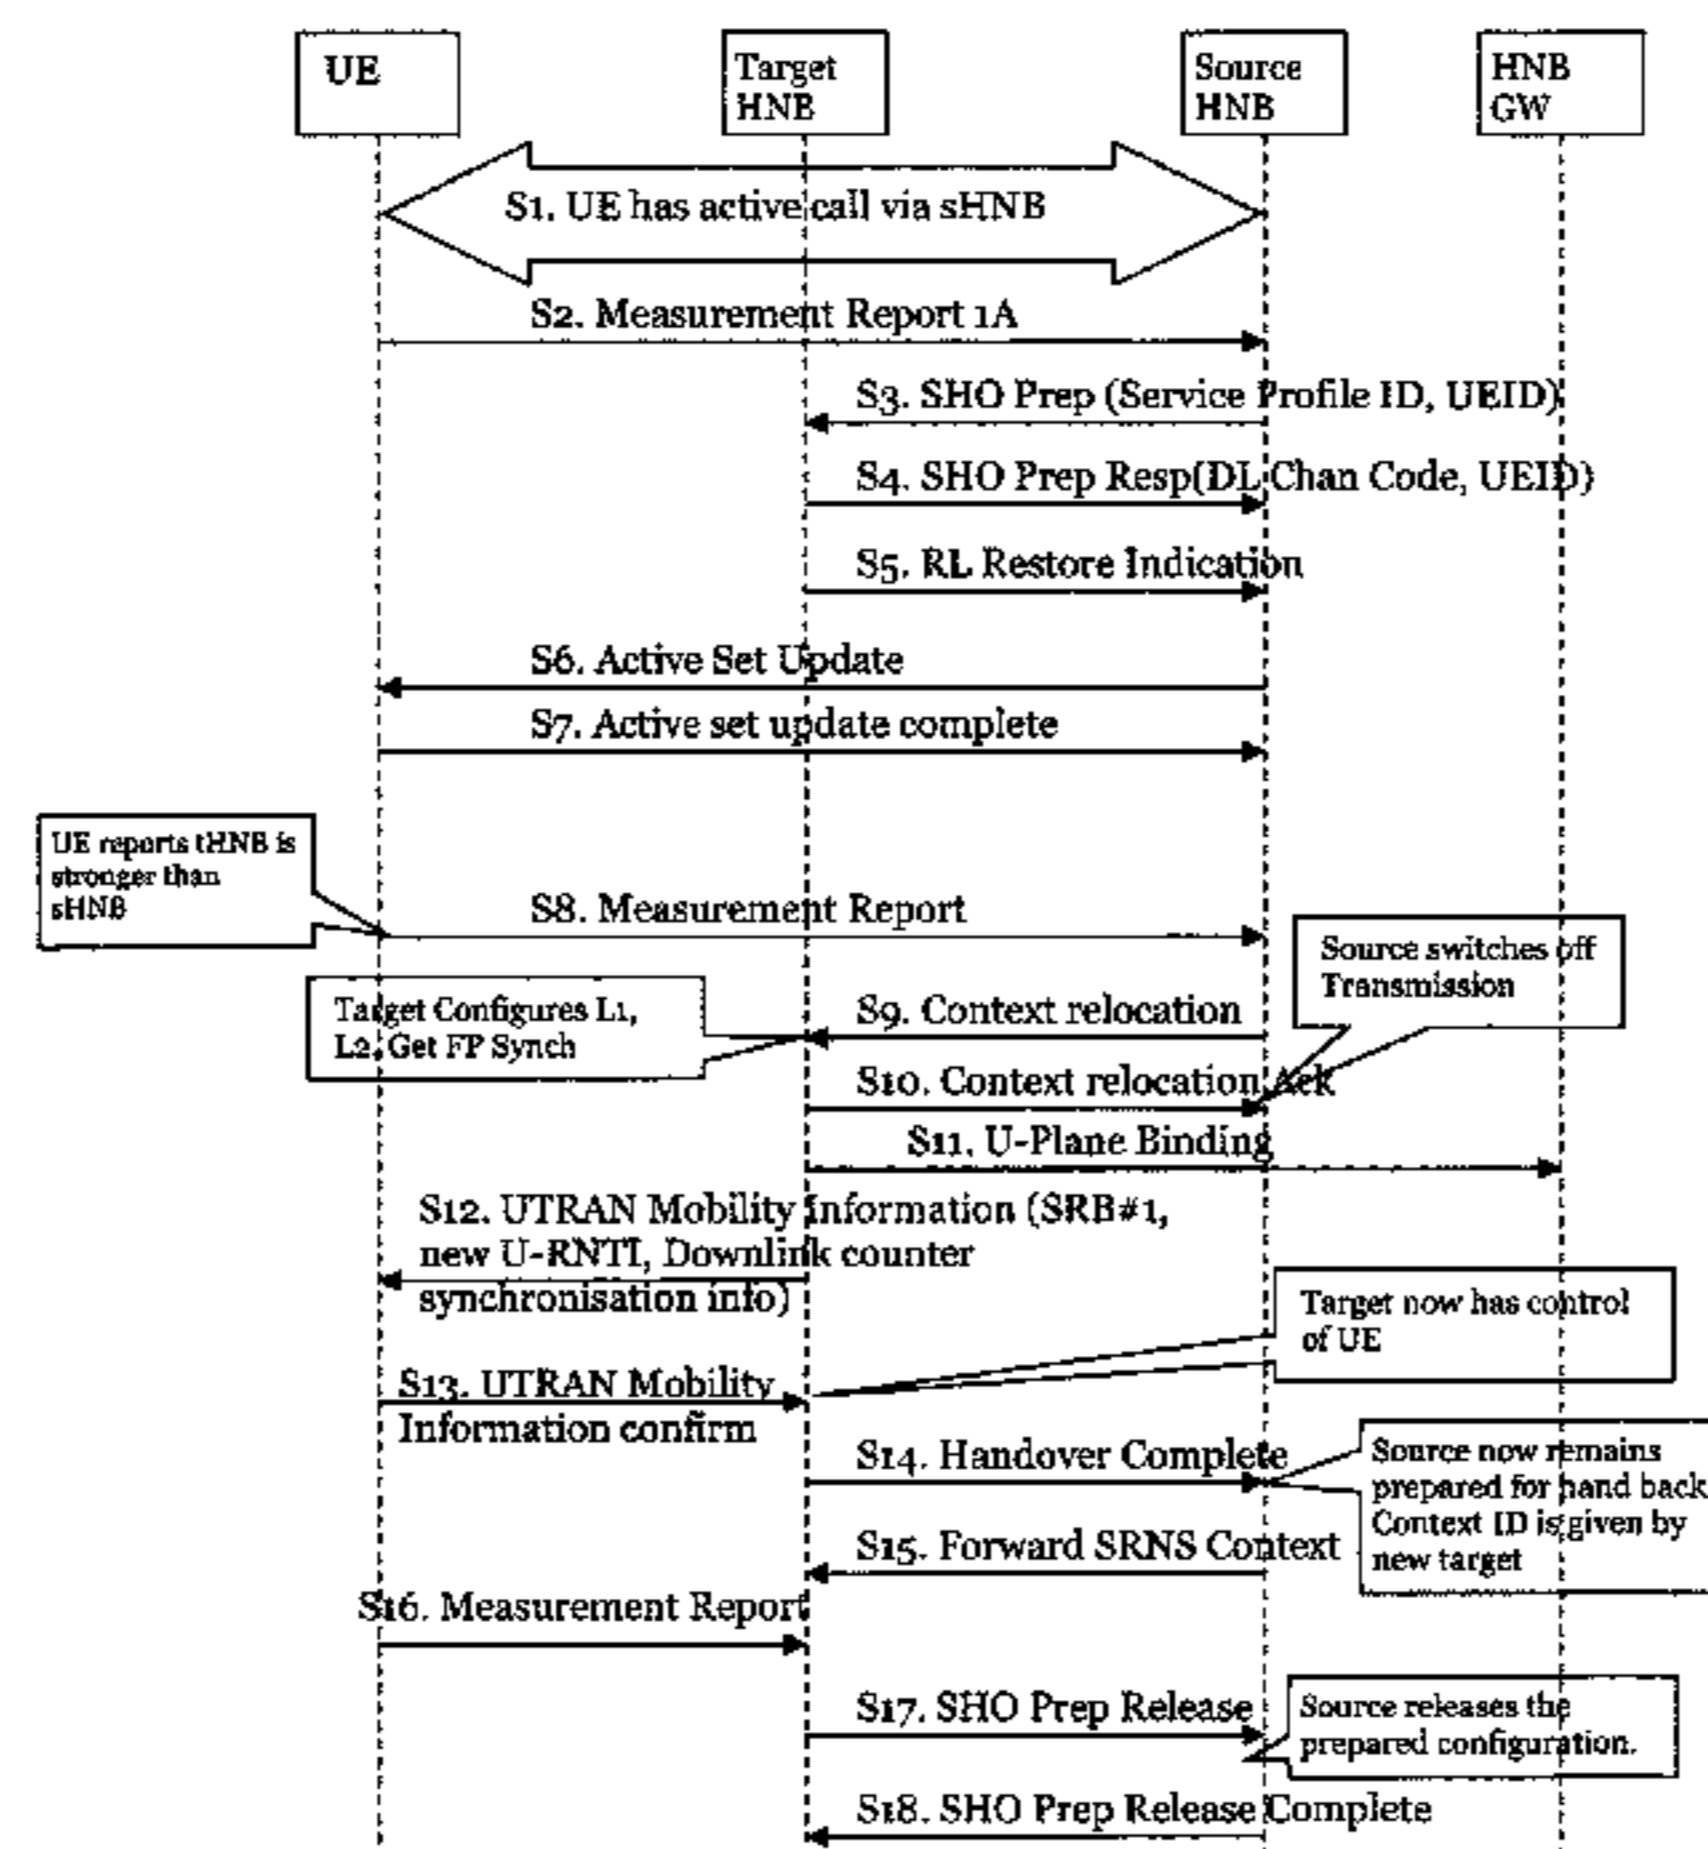 UE
Target
HNB
Source
HNB
HNB
GW
S1. UE has active call via sHNB
S2. Measurement Report 1A
S3. SHO Prep (Service Profile ID, UEID)
S4. SHO Prep Resp(DL Chan Code, UEID)
S5. RL Restore Indication
S6. Active Set Update
S7. Active set update complete
UE reports tHNB is
stronger than
sHNB
S8. Measurement Report
Source switches off
Transmission
Target Configures L1,
L2, Get FP Synch
S9. Context relocation
S10. Context relocation Ack
S11. U-Plane Binding
S12. UTRAN Mobility Information (SRB#1,
new U-RNTI, Downlink counter
synchronisation info)
Target now has control
of UE
S13. UTRAN Mobility
Information confirm
S14. Handover Complete
Source now remains
prepared for hand back
Context ID is given by
new target
S15. Forward SRNS Context
S16. Measurement Report
S17. SHO Prep Release
Source releases the
prepared configuration.
S18. SHO Prep Release Complete